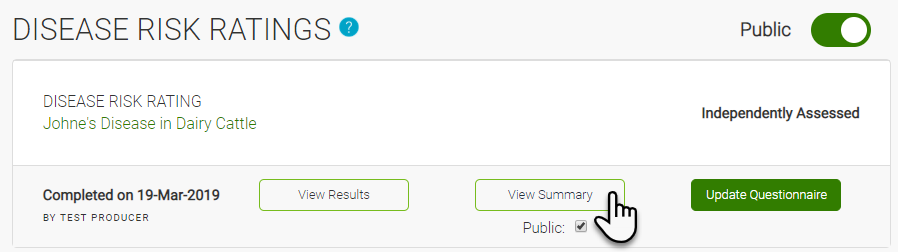 DISEASE RISK RATINGS ?
Public
DISEASE RISK RATING
Johne's Disease in Dairy Cattle
Independently Assessed
Completed on 19-Mar-2019
BY TEST PRODUCER
View Results
View Summary
Public:
Update Questionnaire